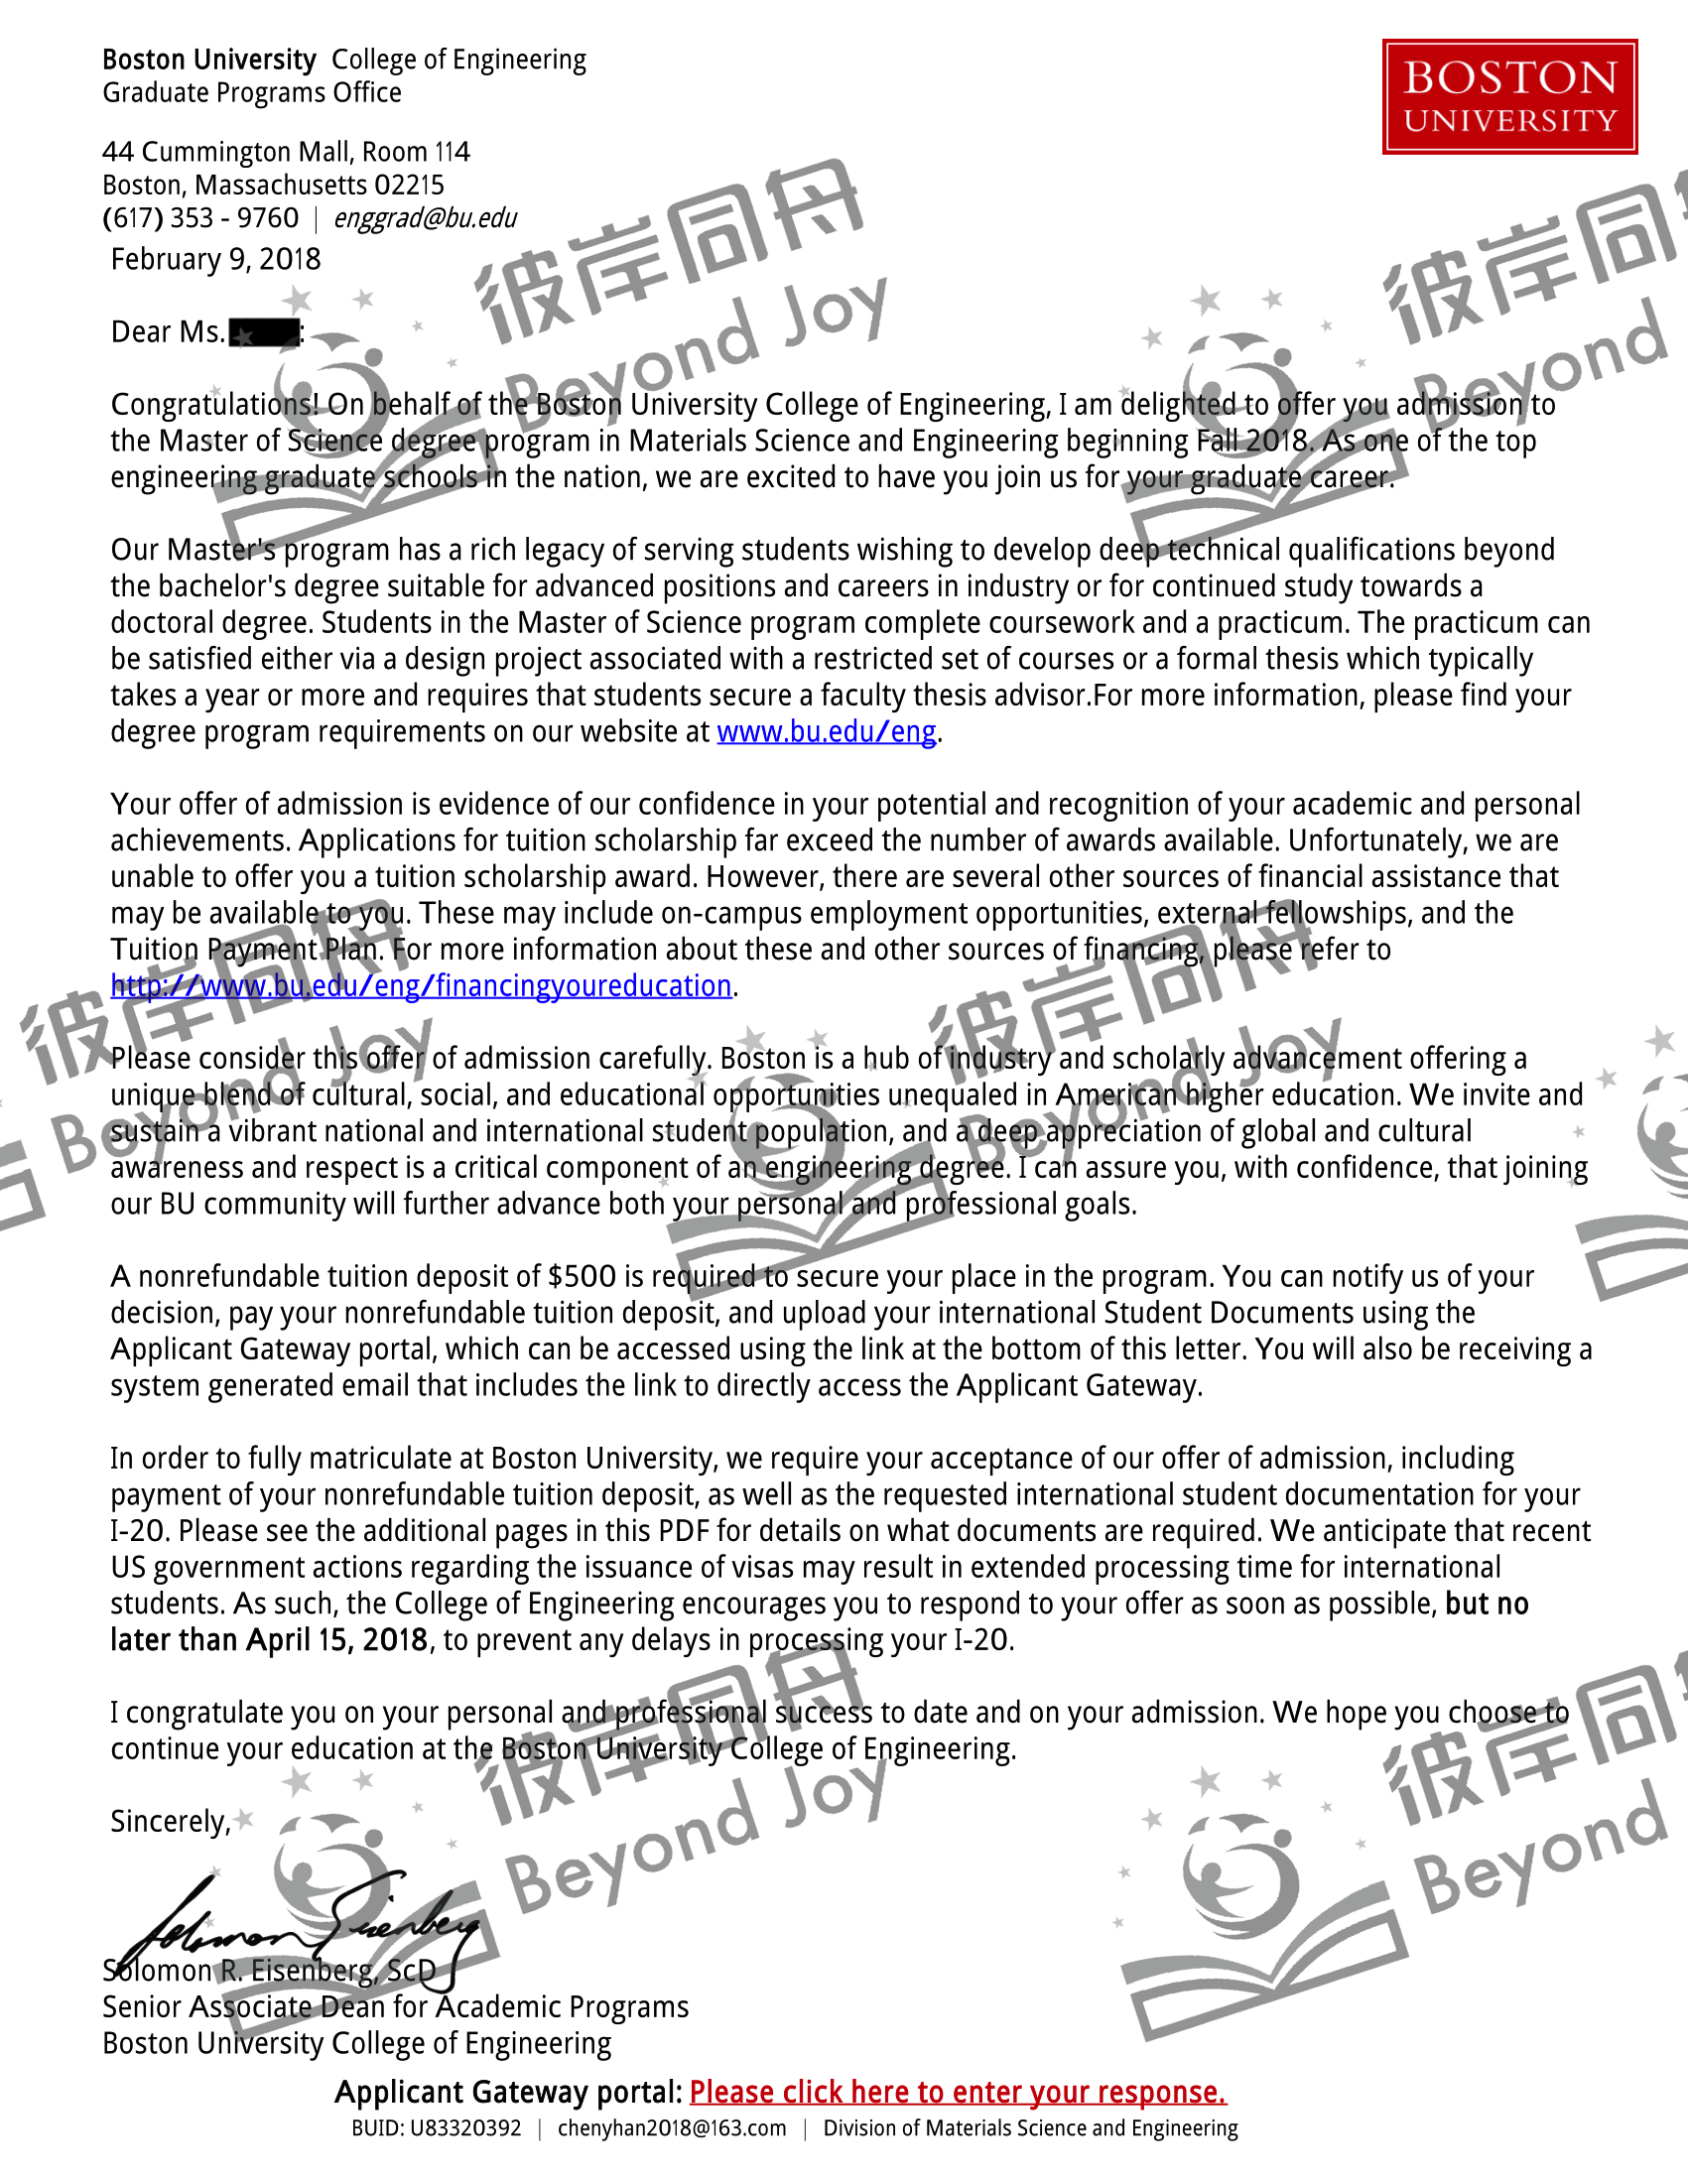 Boston University College of Engineering
Graduate Programs Office
BOSTON
UNIVERSITY
44 Cummington Mall, Room 114
Boston, Massachusetts 02215
(617) 353 - 9760 | enggrad@bu.edu
February 9, 2018
Dear Ms. :
Congratulations! On behalf of the Boston University College of Engineering, I am delighted to offer you admission to
the Master of Science degree program in Materials Science and Engineering beginning Fall 2018. As one of the top
engineering graduate schools in the nation, we are excited to have you join us for your graduate career.
Our Master's program has a rich legacy of serving students wishing to develop deep technical qualifications beyond
the bachelor's degree suitable for advanced positions and careers in industry or for continued study towards a
doctoral degree. Students in the Master of Science program complete coursework and a practicum. The practicum can
be satisfied either via a design project associated with a restricted set of courses or a formal thesis which typically
takes a year or more and requires that students secure a faculty thesis advisor.For more information, please find your
degree program requirements on our website at www.bu.edu/eng.
Your offer of admission is evidence of our confidence in your potential and recognition of your academic and personal
achievements. Applications for tuition scholarship far exceed the number of awards available. Unfortunately, we are
unable to offer you a tuition scholarship award. However, there are several other sources of financial assistance that
may be available to you. These may include on-campus employment opportunities, external fellowships, and the
Tuition Payment Plan. For more information about these and other sources of financing, please refer to
http://www.bu.edu/eng/financingyoureducation.
Please consider this offer of admission carefully. Boston is a hub of industry and scholarly advancement offering a
unique blend of cultural, social, and educational opportunities unequaled in American higher education. We invite and
sustain a vibrant national and international student population, and a deep appreciation of global and cultural
awareness and respect is a critical component of an engineering degree. I can assure you, with confidence, that joining
our BU community will further advance both your personal and professional goals.
A nonrefundable tuition deposit of $500 is required to secure your place in the program. You can notify us of your
decision, pay your nonrefundable tuition deposit, and upload your international Student Documents using the
Applicant Gateway portal, which can be accessed using the link at the bottom of this letter. You will also be receiving a
system generated email that includes the link to directly access the Applicant Gateway.
In order to fully matriculate at Boston University, we require your acceptance of our offer of admission, including
payment of your nonrefundable tuition deposit, as well as the requested international student documentation for your
I-20. Please see the additional pages in this PDF for details on what documents are required. We anticipate that recent
US government actions regarding the issuance of visas may result in extended processing time for international
students. As such, the College of Engineering encourages you to respond to your offer as soon as possible, but no
later than April 15, 2018, to prevent any delays in processing your I-20.
I congratulate you on your personal and professional success to date and on your admission. We hope you choose to
continue your education at the Boston University College of Engineering.
Sincerely,
Solomon Eisenberg
Solomon R. Eisenberg, ScD
Senior Associate Dean for Academic Programs
Boston University College of Engineering
Applicant Gateway portal: Please click here to enter your response.
BUID: U83320392 | chenyhan2018@163.com | Division of Materials Science and Engineering
彼岸同舟
Beyond Joy
彼岸同
Beyond
彼岸同舟
Beyond Joy
彼岸同舟
Beyond Joy
彼岸同舟
Beyond Joy
彼岸同
Beyond